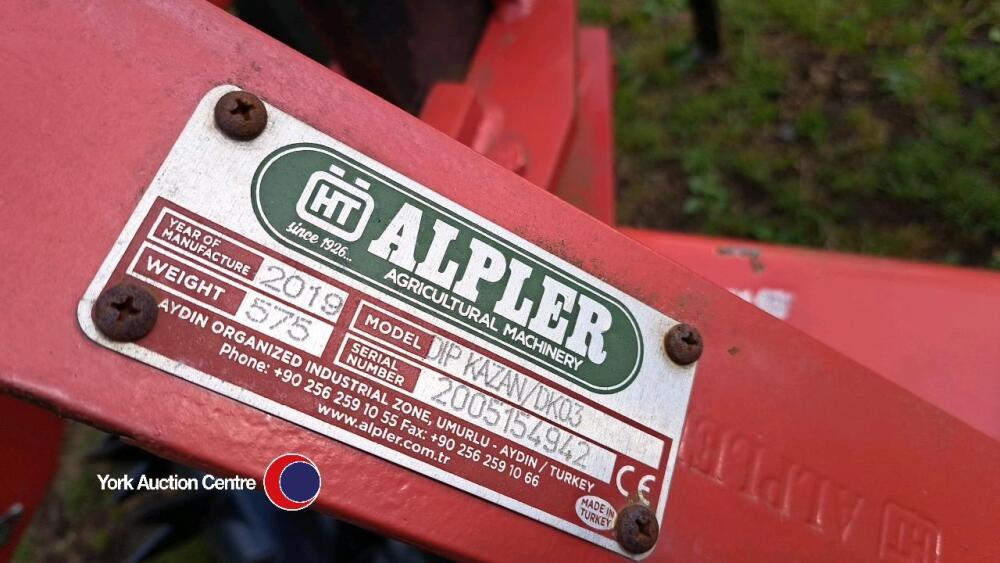 HT
since 1926...
ALPLER
AGRICULTURAL MACHINERY
YEAR OF
MANUFACTURE
2019
WEIGHT
575
MODEL
DIP KAZAN/DK03
SERIAL
NUMBER
2005154942
AYDIN ORGANIZED INDUSTRIAL ZONE, UMURLU - AYDIN / TURKEY
Phone: +90 256 259 10 55 Fax: +90 256 259 10 66
www.alpler.com.tr
CE
MADE IN
TURKEY
HT ALPLER
York Auction Centre